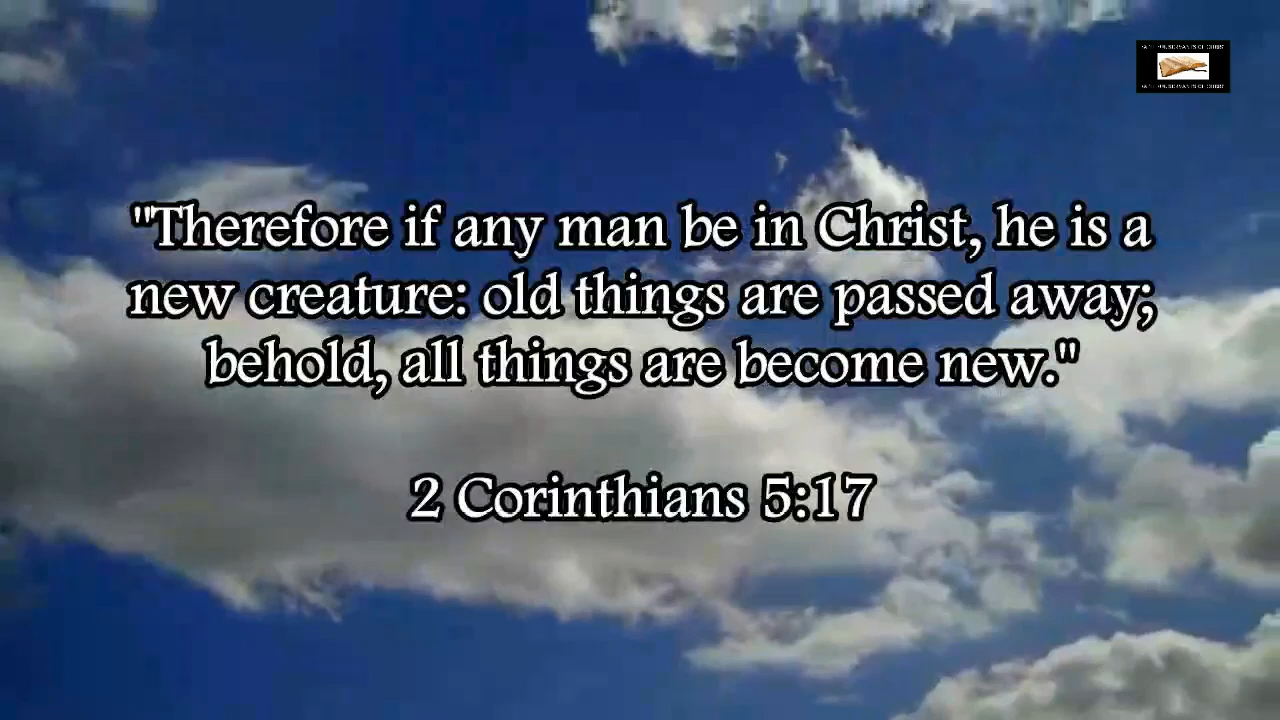 "Therefore if any man be in Christ, he is a
new creature: old things are passed away;
behold, all things are become new."
2 Corinthians 5:17